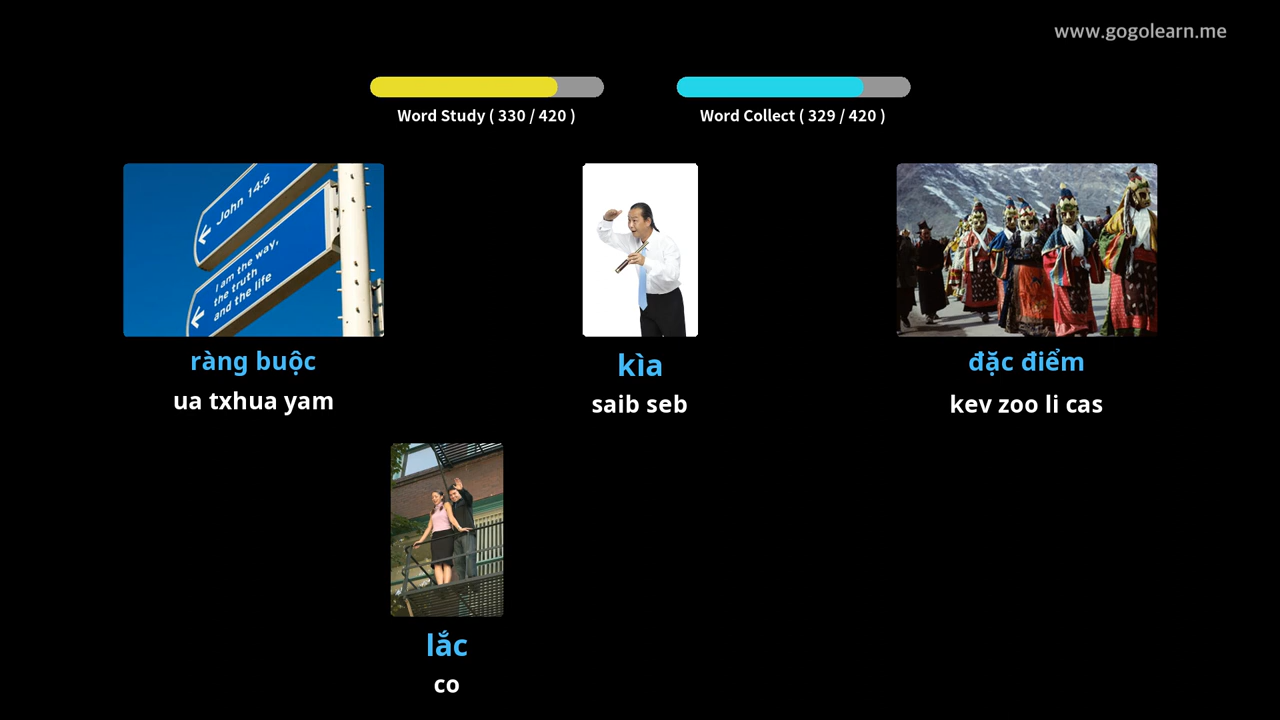 www.gogolearn.me
Word Study ( 330 / 420 )
Word Collect ( 329 / 420 )
John 14:6
I am the way,
the truth
and the life
ràng buộc
kìa
đặc điểm
ua txhua yam
saib seb
kev zoo li cas
lắc
co